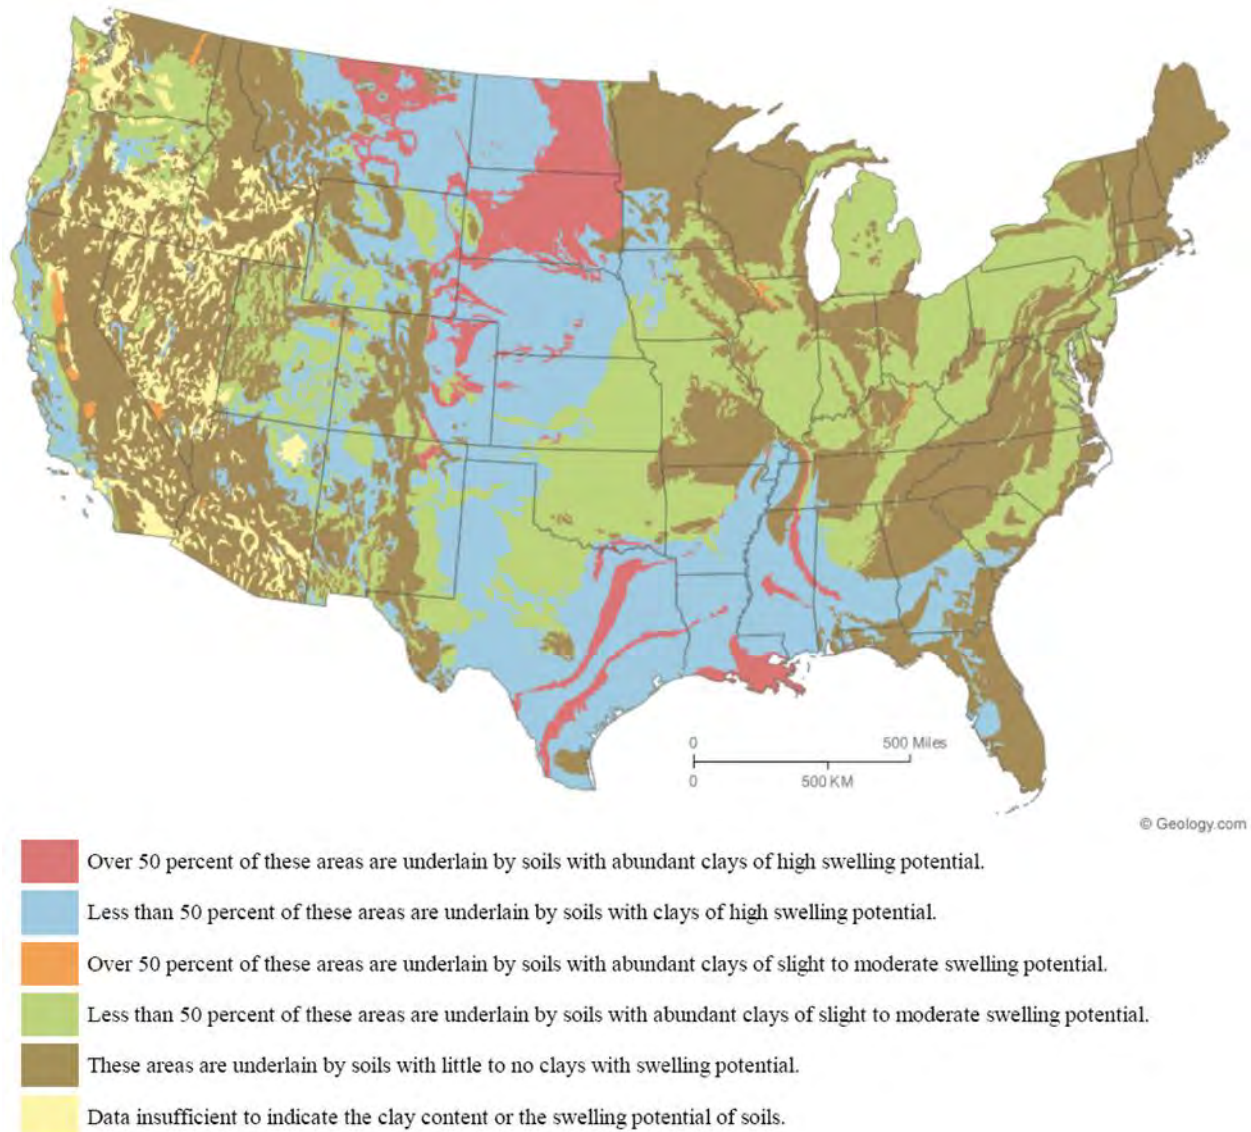 0 500 Miles
0 500 KM
© Geology.com
Over 50 percent of these areas are underlain by soils with abundant clays of high swelling potential.
Less than 50 percent of these areas are underlain by soils with clays of high swelling potential.
Over 50 percent of these areas are underlain by soils with abundant clays of slight to moderate swelling potential.
Less than 50 percent of these areas are underlain by soils with abundant clays of slight to moderate swelling potential.
These areas are underlain by soils with little to no clays with swelling potential.
Data insufficient to indicate the clay content or the swelling potential of soils.